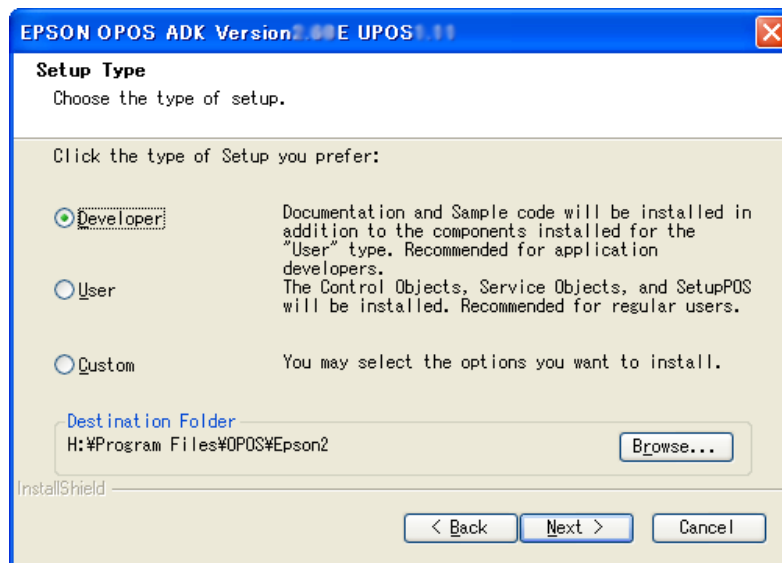 EPSON OPOS ADK Version E UPOS
Setup Type
Choose the type of setup.
Click the type of Setup you prefer:
Developer
Documentation and Sample code will be installed in
addition to the components installed for the
"User" type. Recommended for application
developers.
User
The Control Objects, Service Objects, and SetupPOS
will be installed. Recommended for regular users.
Custom
You may select the options you want to install.
Destination Folder
H:¥Program Files¥OPOS¥Epson2
Browse...
InstallShield
< Back
Next >
Cancel